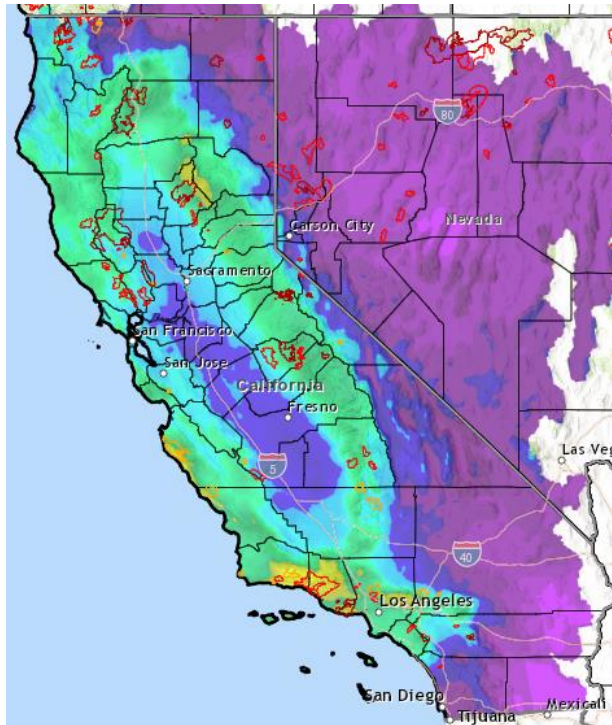 80
Nevada
Carson City
Sacramento
San Francisco
San Jose
California
Fresno
5
Las Veg
40
Los Angeles
San Diego
Tijuana
Mexicali